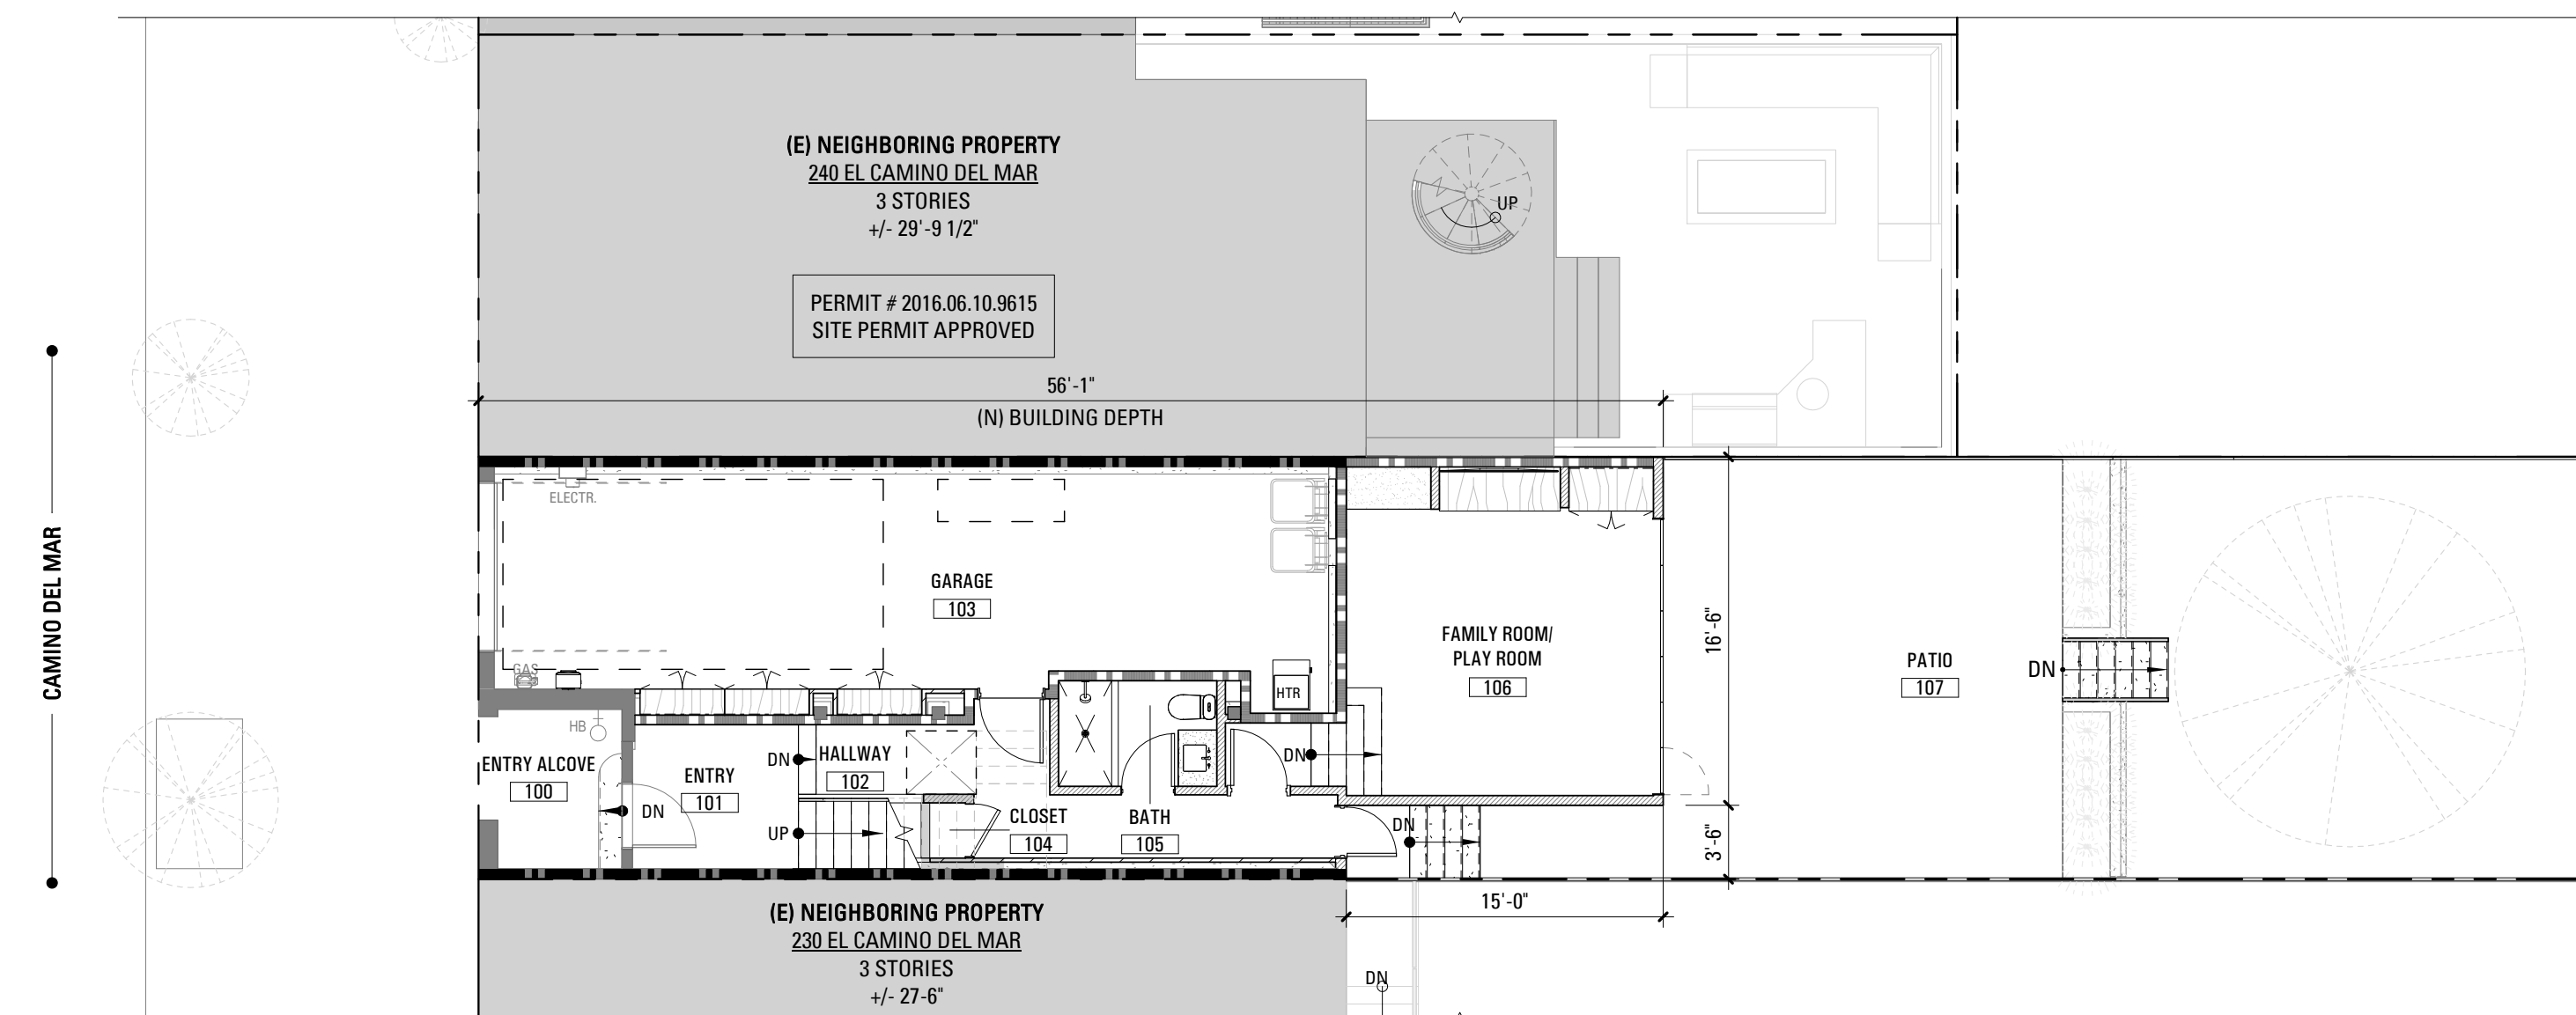 (E) NEIGHBORING PROPERTY
240 EL CAMINO DEL MAR
3 STORIES
+/- 29'-9 1/2"
UP
PERMIT # 2016.06.10.9615
SITE PERMIT APPROVED
56'-1"
(N) BUILDING DEPTH
CAMINO DEL MAR
ELECTR.
GARAGE
103
GAS
HTR
FAMILY ROOM/
PLAY ROOM
106
16'-6"
PATIO
107
DN
HB
ENTRY ALCOVE
100
DN
ENTRY
101
DN
HALLWAY
102
UP
CLOSET
104
BATH
105
DN
DN
3'-6"
15'-0"
(E) NEIGHBORING PROPERTY
230 EL CAMINO DEL MAR
3 STORIES
+/- 27-6"
DN